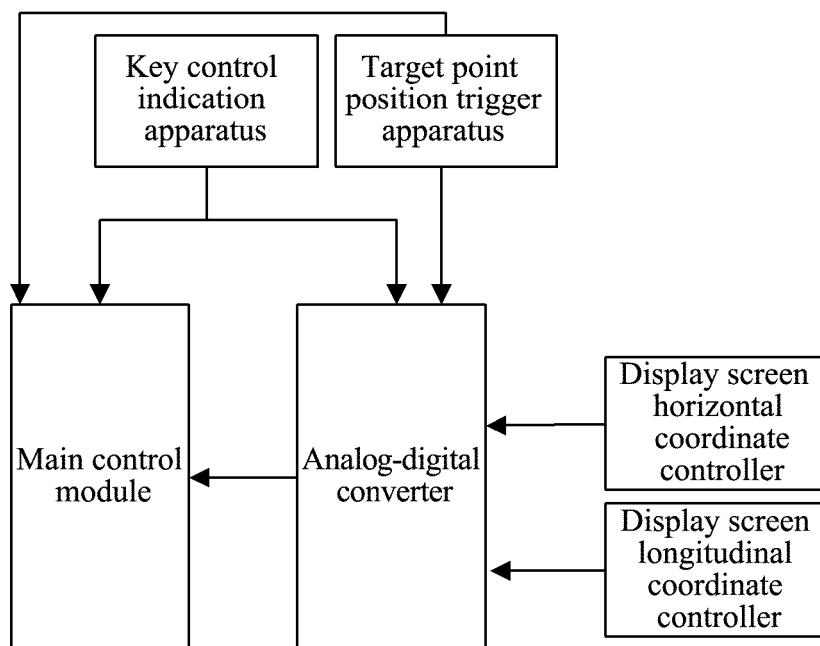 Key control
indication
apparatus
Target point
position trigger
apparatus
Main control
module
Analog-digital
converter
Display screen
horizontal
coordinate
controller
Display screen
longitudinal
coordinate
controller